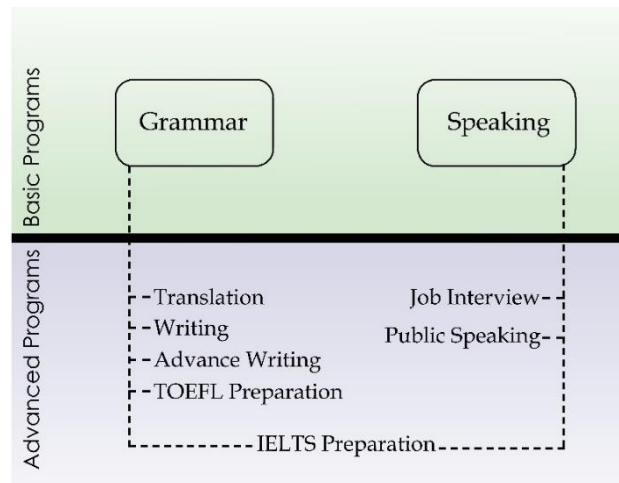 Basic Programs
Grammar
Speaking
Advanced Programs
Translation
Writing
Advance Writing
TOEFL Preparation
Job Interview
Public Speaking
IELTS Preparation